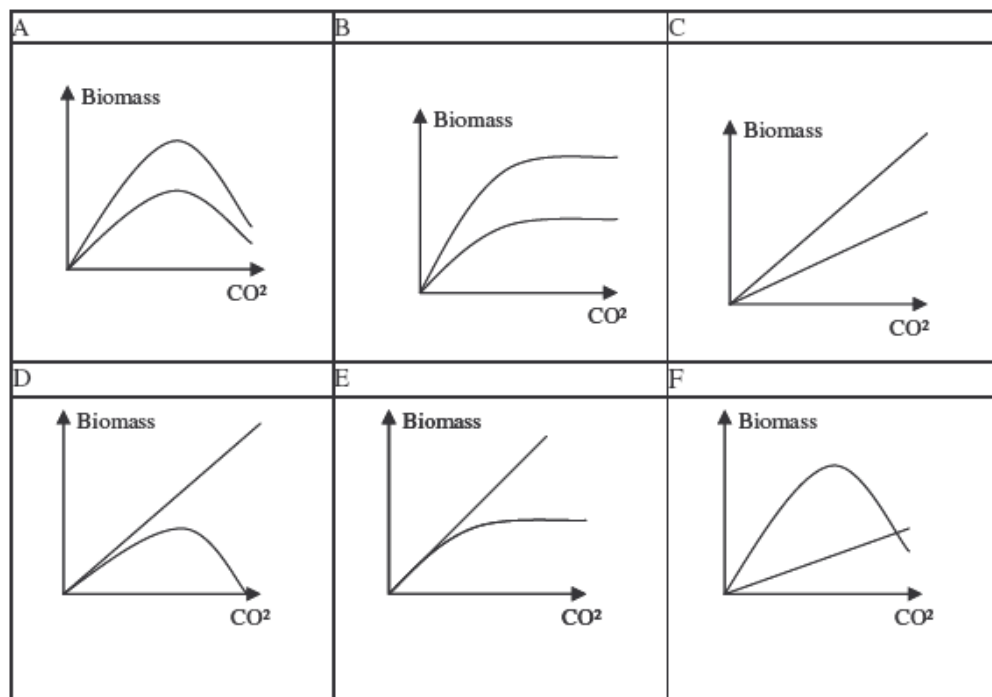 A
B
C
Biomass
CO²
Biomass
CO²
Biomass
CO²
D
E
F
Biomass
CO²
Biomass
CO²
Biomass
CO²